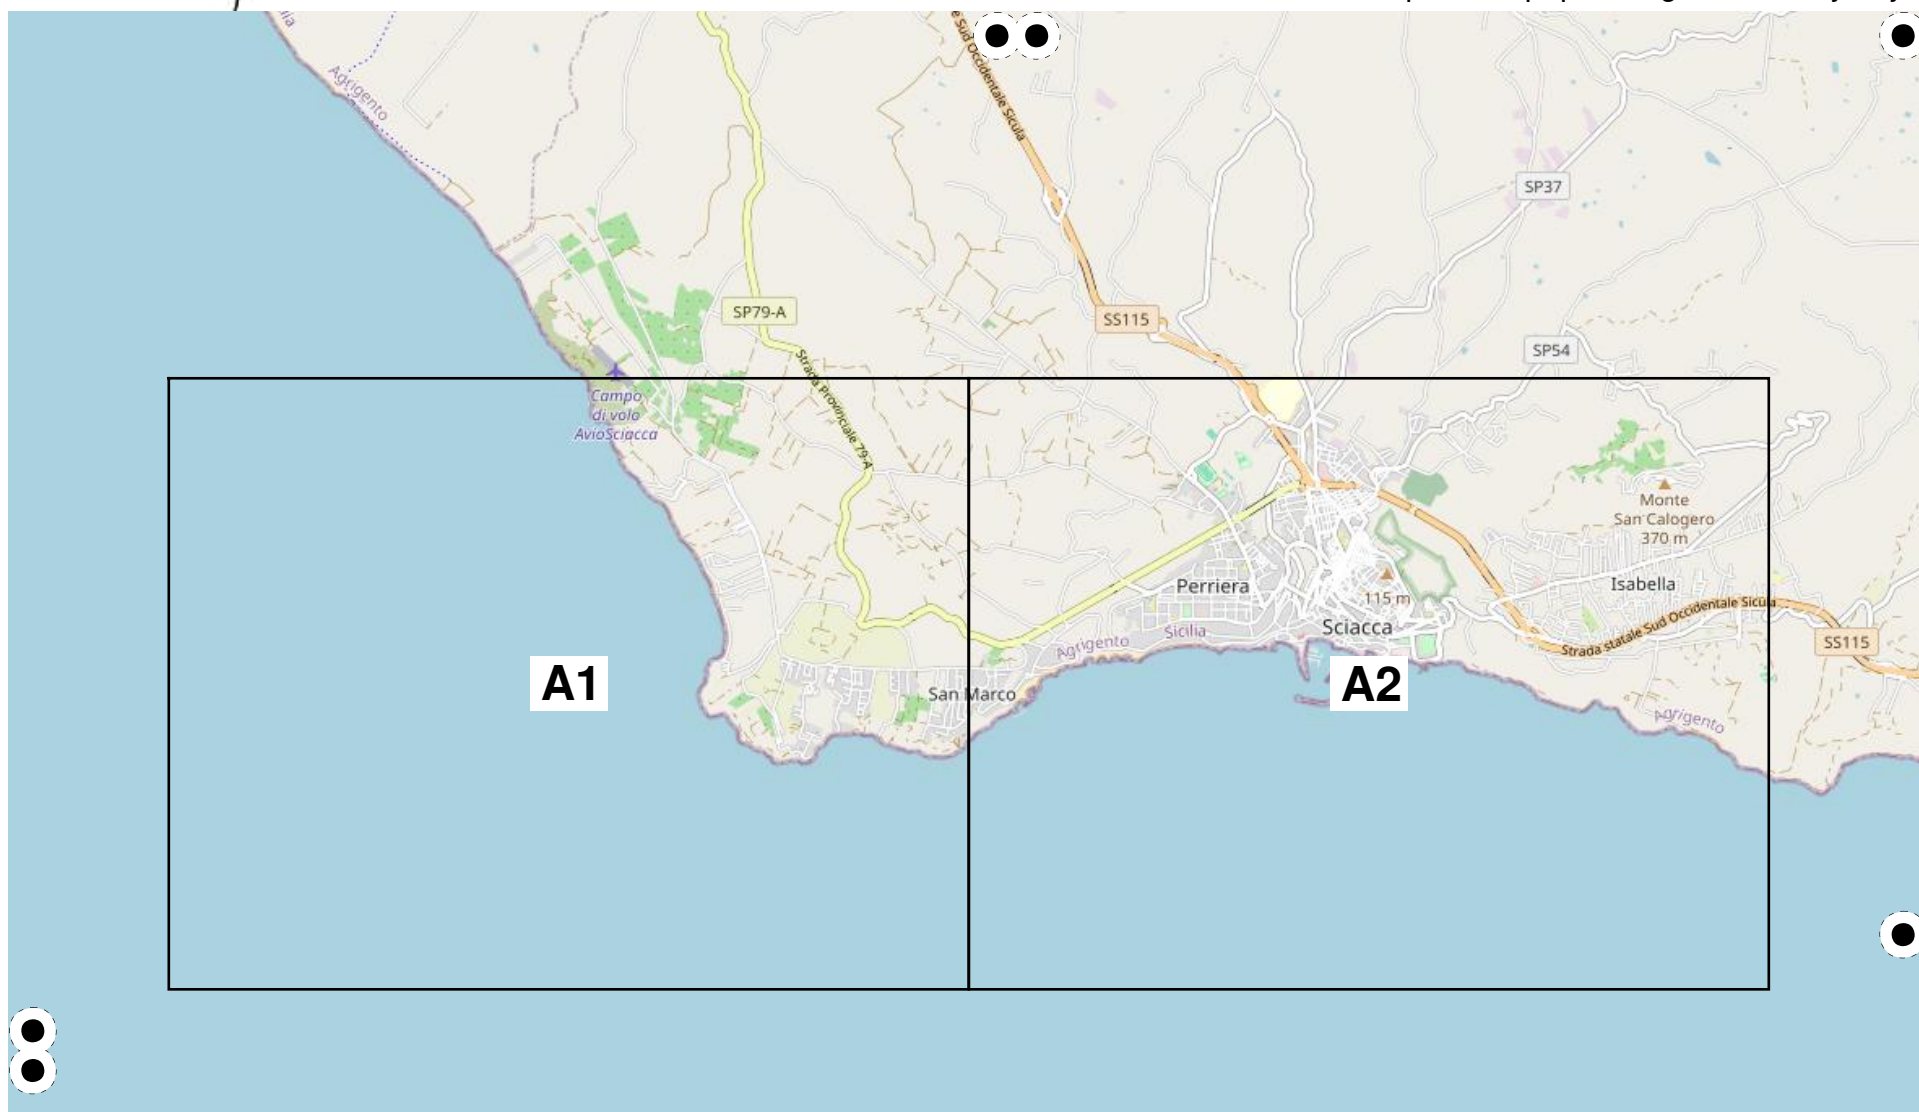 Agrigento
e Sud Occidentale Sicula
SP37
SP79-A
SS115
SP54
Strada Provinciale 79-A
Campo
di volo
AvioSciacca
Monte
San Calogero
370 m
Perriera
Isabella
115 m
Sciacca
Agrigento
Sicilia
Strada statale Sud Occidentale Sicula
SS115
A1
San Marco
A2
Agrigento